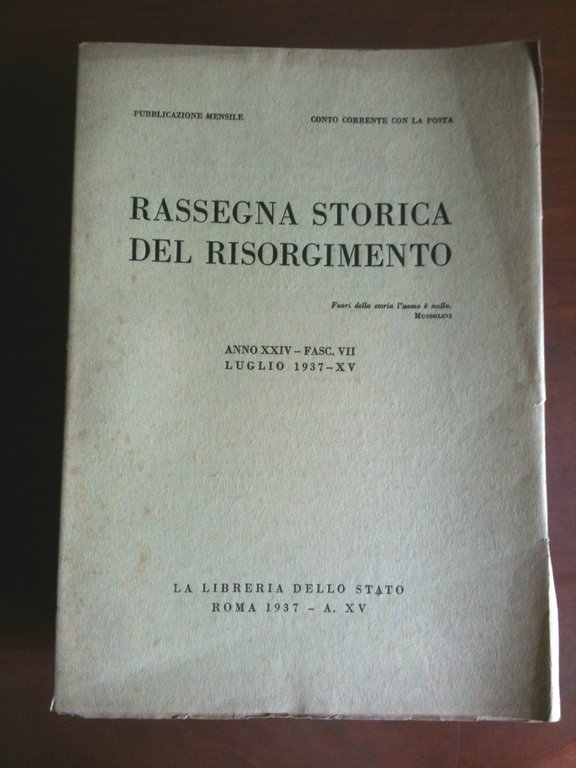 PUBBLICAZIONE MENSILE CONTO CORRENTE CON LA POSTA
RASSEGNA STORICA
DEL RISORGIMENTO
Fuori della storia l'uomo è nulla.
MUSSOLINI
ANNO XXIV – FASC. VII
LUGLIO 1937–XV
LA LIBRERIA DELLO STATO
ROMA 1937 – A. XV